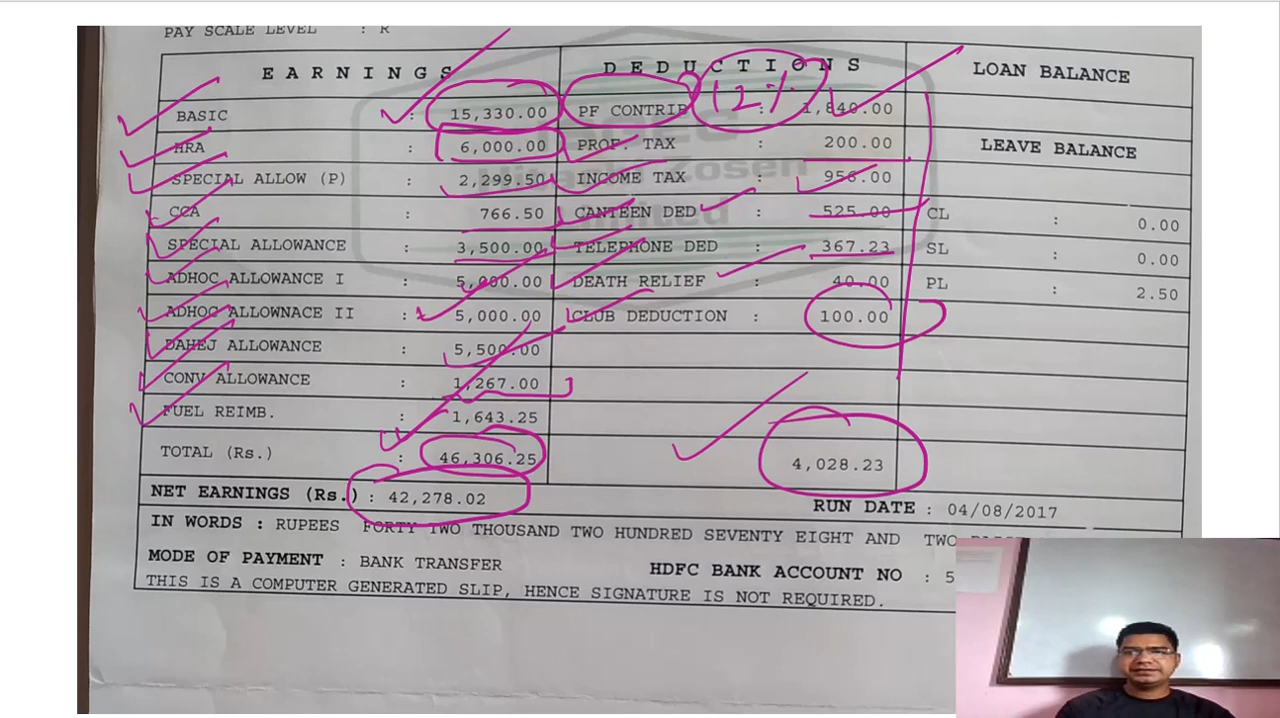 PAY SCALE LEVEL : R
EARNINGS DEDUCTIONS LOAN BALANCE
BASIC : 15,330.00 PF CONTRIB 12% : 1,840.00
HRA : 6,000.00 PROF. TAX : 200.00 LEAVE BALANCE
SPECIAL ALLOW (P) : 2,299.50 INCOME TAX : 956.00
CCA : 766.50 CANTEEN DED : 525.00 CL : 0.00
SPECIAL ALLOWANCE : 3,500.00 TELEPHONE DED : 367.23 SL : 0.00
ADHOC ALLOWANCE I : 5,000.00 DEATH RELIEF : 40.00 PL : 2.50
ADHOC ALLOWNACE II : 5,000.00 CLUB DEDUCTION : 100.00
DAHEJ ALLOWANCE : 5,500.00
CONV ALLOWANCE : 1,267.00
FUEL REIMB. : 1,643.25
TOTAL (Rs.) : 46,306.25 4,028.23
NET EARNINGS (Rs.) : 42,278.02 RUN DATE : 04/08/2017
IN WORDS : RUPEES FORTY TWO THOUSAND TWO HUNDRED SEVENTY EIGHT AND TWO
MODE OF PAYMENT : BANK TRANSFER HDFC BANK ACCOUNT NO : 5
THIS IS A COMPUTER GENERATED SLIP, HENCE SIGNATURE IS NOT REQUIRED.